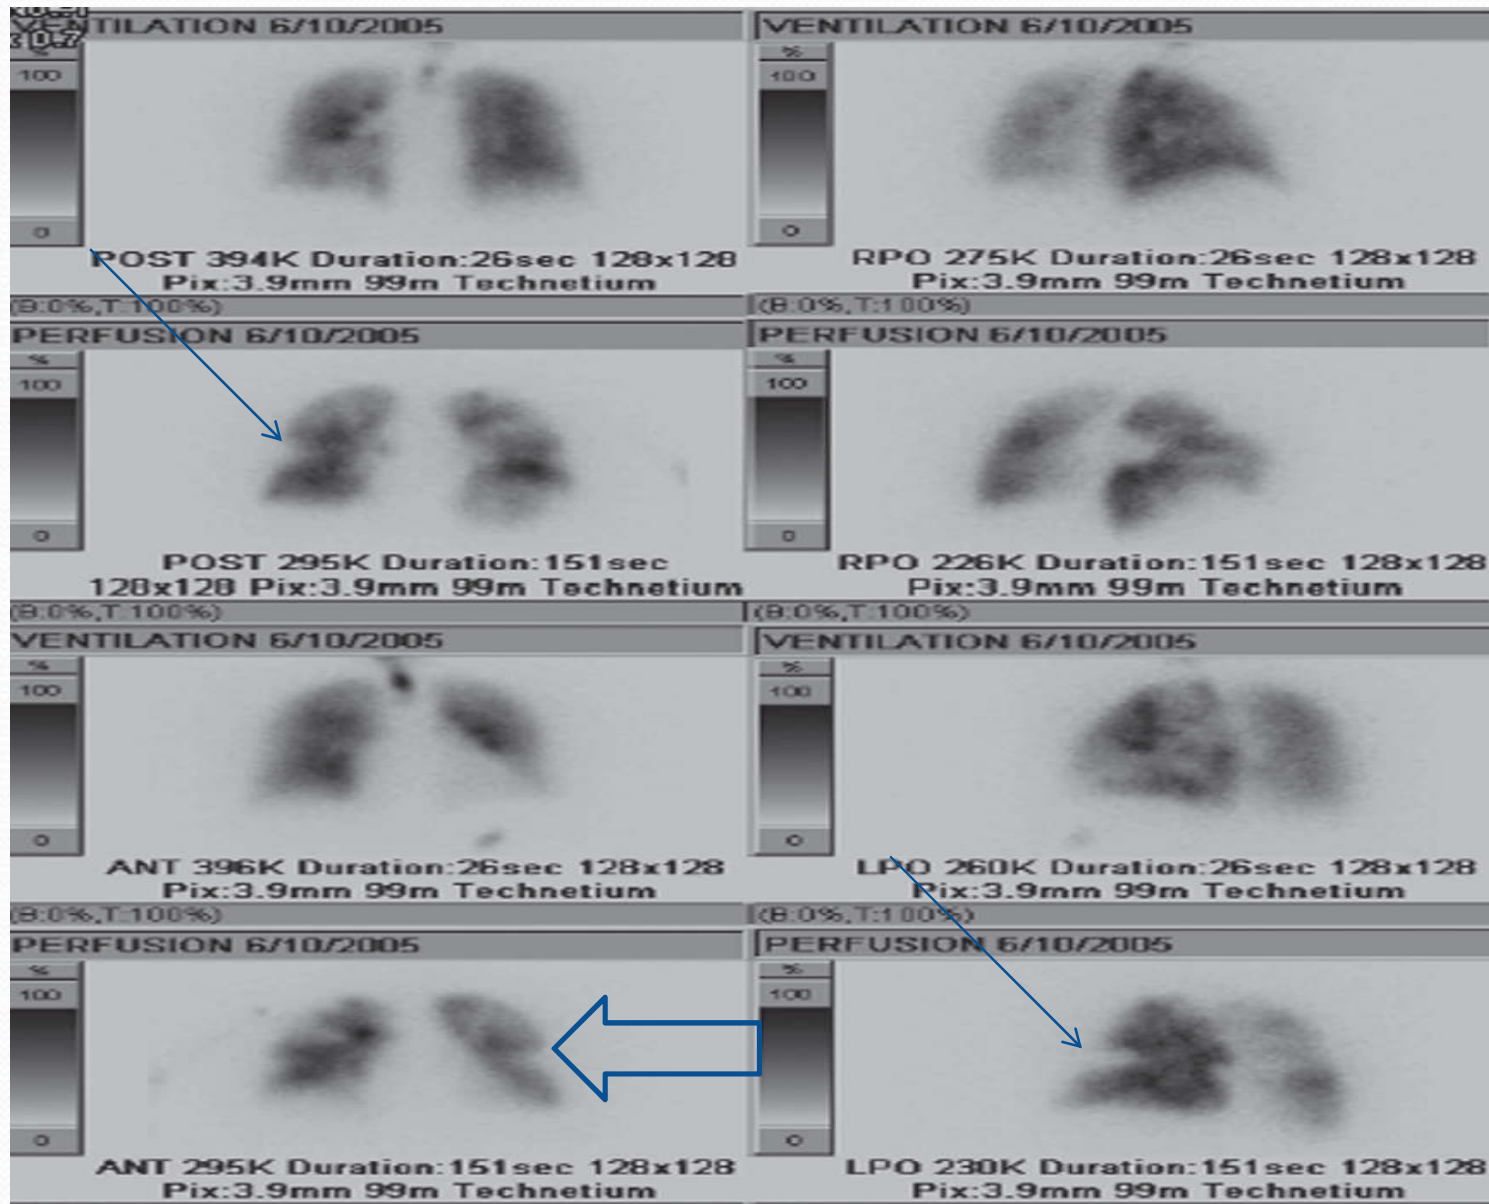 VENTILATION 6/10/2005
%
100
0
POST 394K Duration:26sec 128x128
Pix:3.9mm 99m Technetium
(B:0%,T:100%)
VENTILATION 6/10/2005
%
100
0
RPO 275K Duration:26sec 128x128
Pix:3.9mm 99m Technetium
(B:0%,T:100%)
PERFUSION 6/10/2005
%
100
0
POST 295K Duration:151sec
128x128 Pix:3.9mm 99m Technetium
(B:0%,T:100%)
PERFUSION 6/10/2005
%
100
0
RPO 226K Duration:151sec 128x128
Pix:3.9mm 99m Technetium
(B:0%,T:100%)
VENTILATION 6/10/2005
%
100
0
ANT 396K Duration:26sec 128x128
Pix:3.9mm 99m Technetium
(B:0%,T:100%)
VENTILATION 6/10/2005
%
100
0
LPO 260K Duration:26sec 128x128
Pix:3.9mm 99m Technetium
(B:0%,T:100%)
PERFUSION 6/10/2005
%
100
0
ANT 295K Duration:151sec 128x128
Pix:3.9mm 99m Technetium
PERFUSION 6/10/2005
%
100
0
LPO 230K Duration:151sec 128x128
Pix:3.9mm 99m Technetium